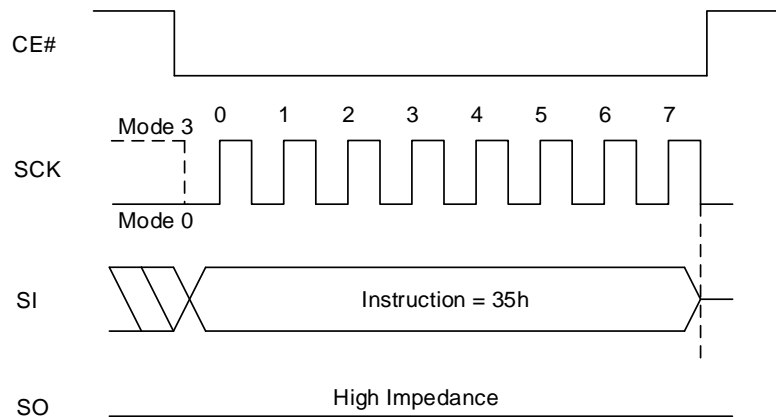 CE#
0 1 2 3 4 5 6 7
Mode 3
SCK
Mode 0
SI
Instruction = 35h
High Impedance
SO